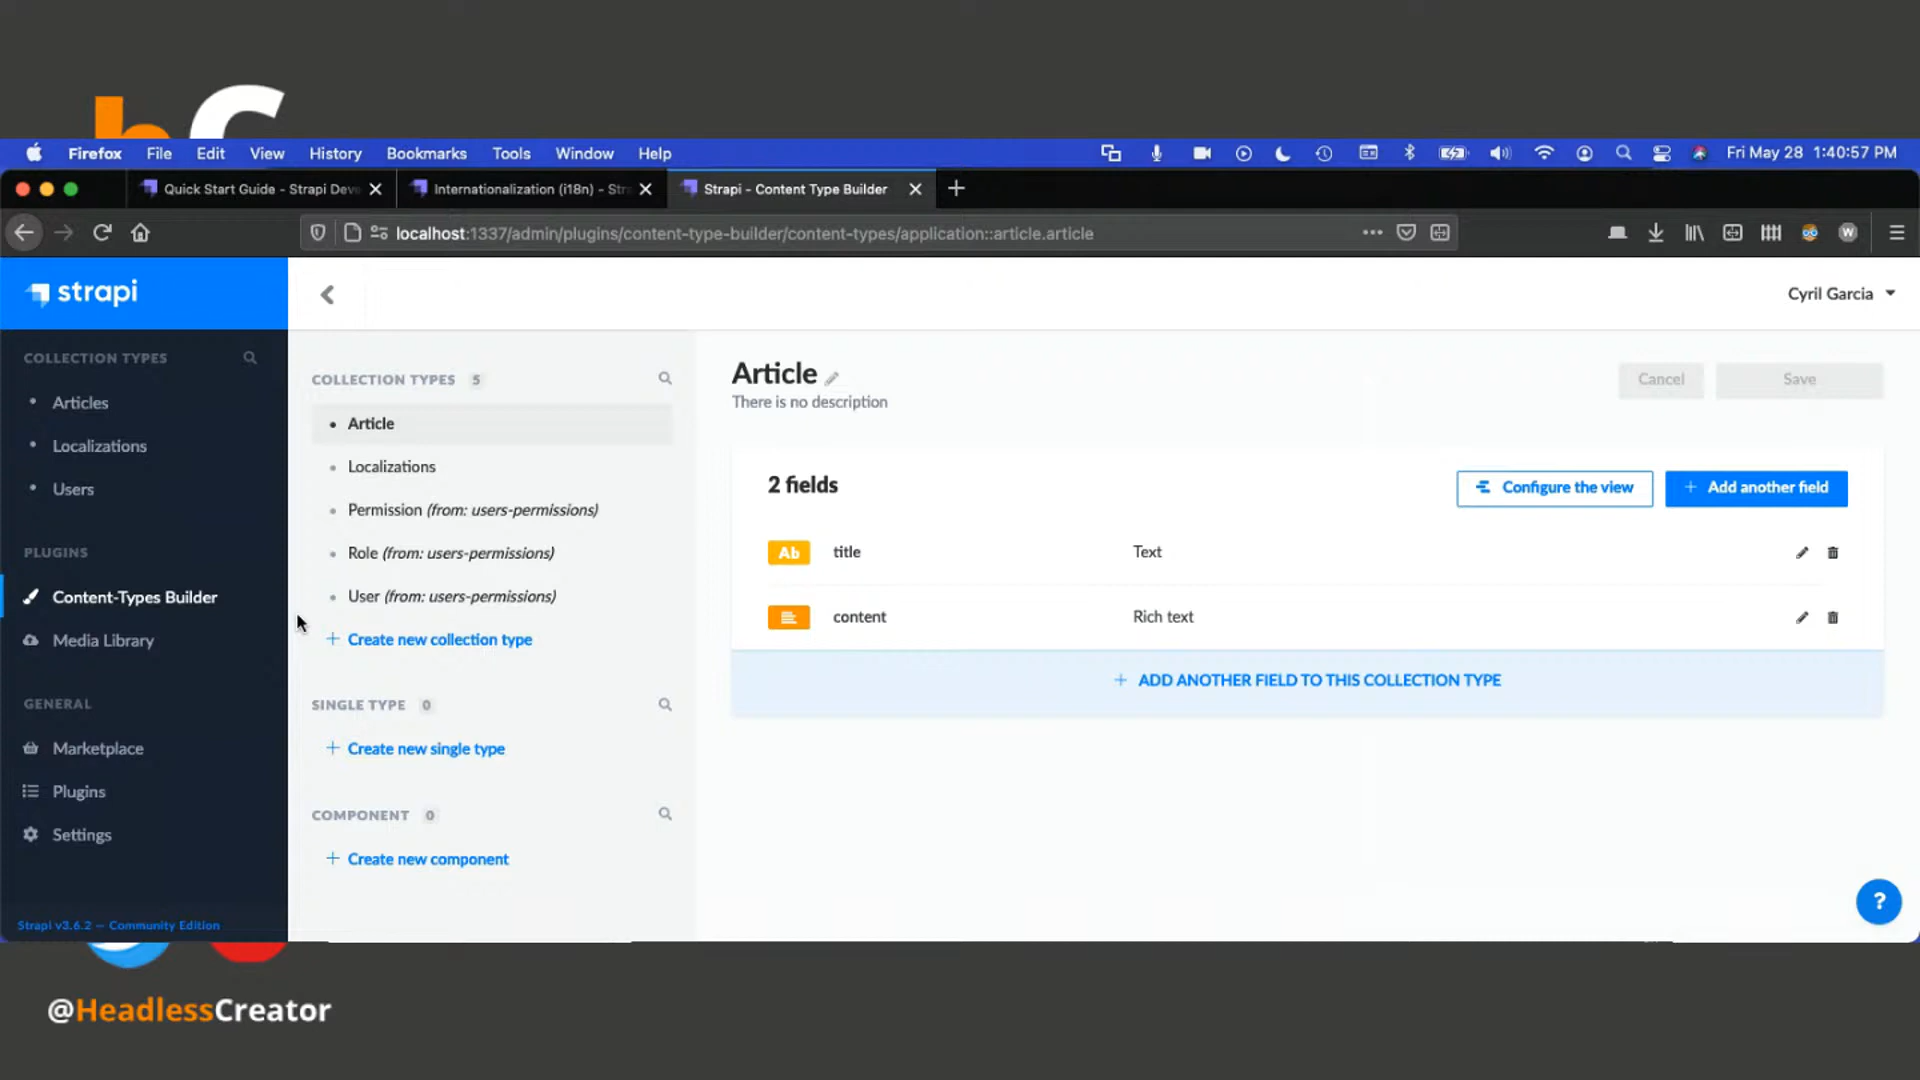 hC
Firefox File Edit View History Bookmarks Tools Window Help Fri May 28 1:40:57 PM
Quick Start Guide - Strapi Deve Internationalization (i18n) - Stra Strapi - Content Type Builder
localhost:1337/admin/plugins/content-type-builder/content-types/application::article.article
W
strapi
Cyril Garcia
COLLECTION TYPES
Articles
Localizations
Users
PLUGINS
Content-Types Builder
Media Library
GENERAL
Marketplace
Plugins
Settings
Strapi v3.6.2 — Community Edition
COLLECTION TYPES 5
Article
Localizations
Permission (from: users-permissions)
Role (from: users-permissions)
User (from: users-permissions)
+ Create new collection type
SINGLE TYPE 0
+ Create new single type
COMPONENT 0
+ Create new component
Article
There is no description
Cancel Save
2 fields
Configure the view + Add another field
Ab title Text
content Rich text
+ ADD ANOTHER FIELD TO THIS COLLECTION TYPE
?
@HeadlessCreator